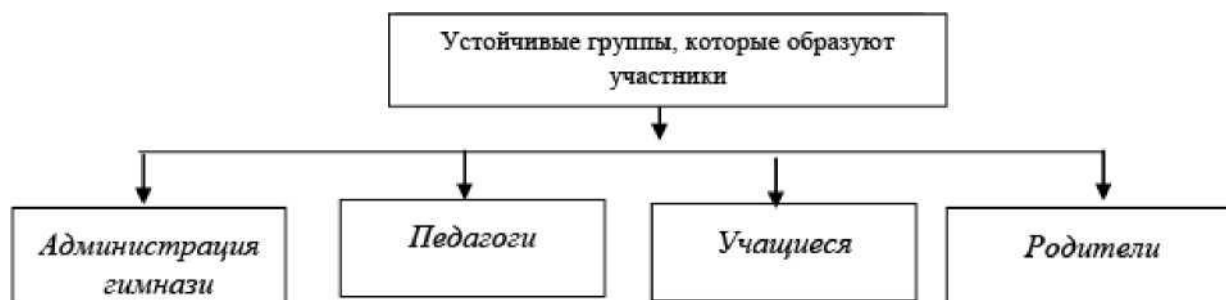 Устойчивые группы, которые образуют
участники
Администрация
гимнази
Педагоги
Учащиеся
Родители